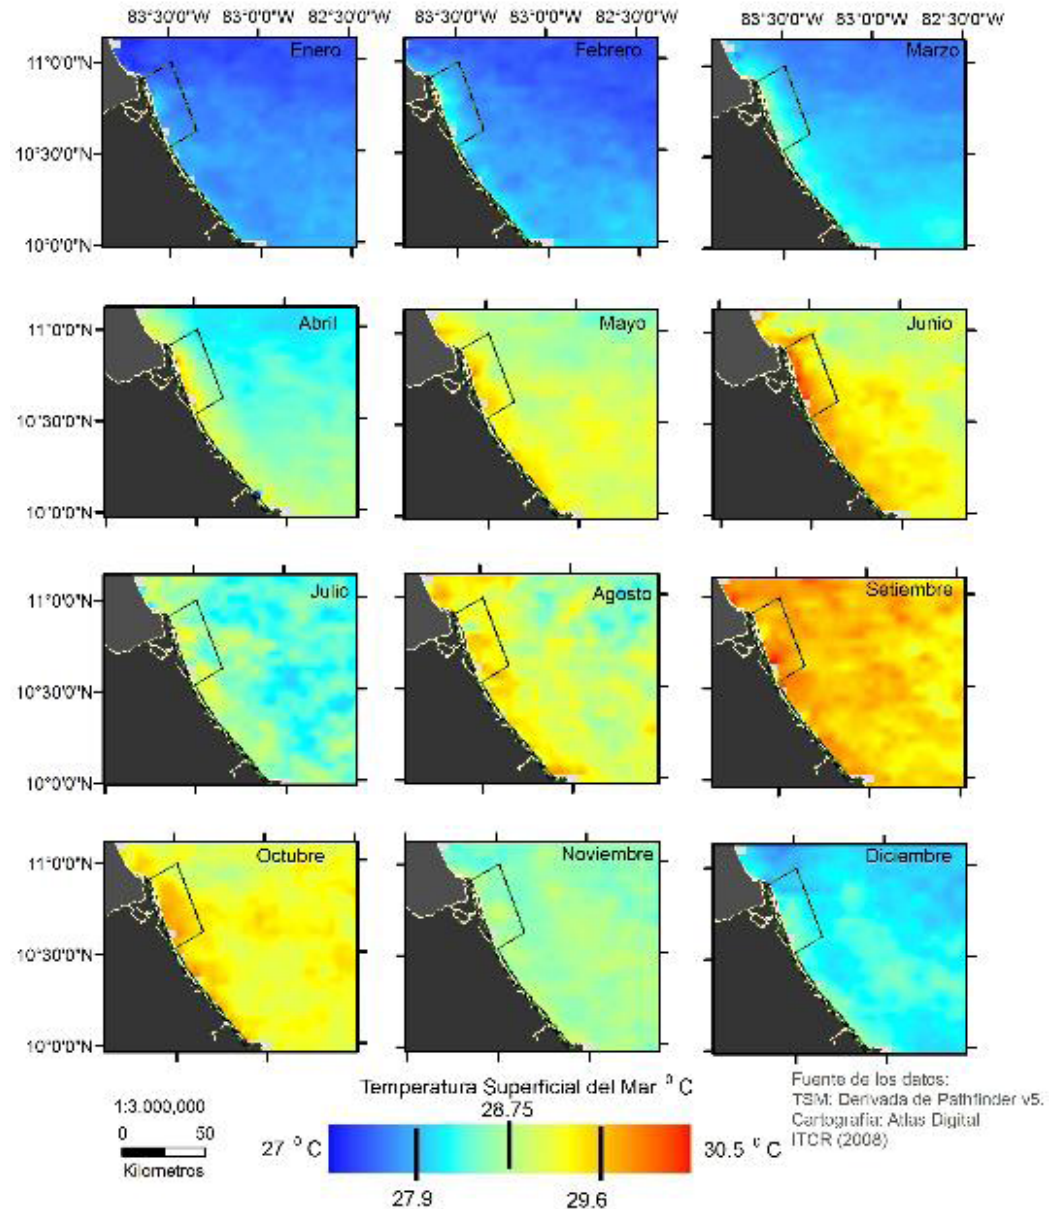 83°30'0"W 83°0'0"W 82°30'0"W 83°30'0"W 83°0'0"W 82°30'0"W 83°30'0"W 83°0'0"W 82°30'0"W
Enero
Febrero
Marzo
11°0'0"N
10°30'0"N
10°0'0"N
Abril
Mayo
Junio
11°0'0"N
10°30'0"N
10°0'0"N
Julio
Agosto
Setiembre
11°0'0"N
10°30'0"N
10°0'0"N
Octubre
Noviembre
Diciembre
11°0'0"N
10°30'0"N
10°0'0"N
1:3.000,000
0 50
Kilometros
Temperatura Superficial del Mar ⁰ C
28.75
27 ⁰ C
30.5 ⁰ C
27.9
29.6
Fuente de los datos:
TSM: Derivada de Pathfinder v5.
Cartografía: Atlas Digital
ITCR (2008)